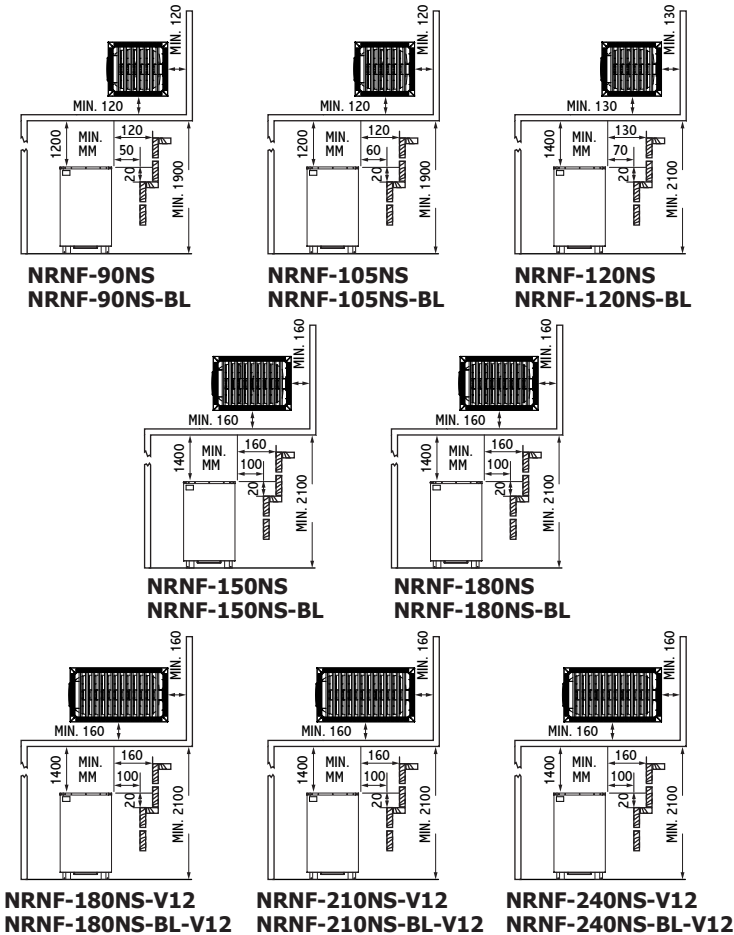 MIN. 120
MIN. 120
1200
MIN.
MM
120
50
20
MIN. 1900
NRNF-90NS
NRNF-90NS-BL
MIN. 120
MIN. 120
1200
MIN.
MM
120
60
20
MIN. 1900
NRNF-105NS
NRNF-105NS-BL
MIN. 130
MIN. 130
1400
MIN.
MM
130
70
20
MIN. 2100
NRNF-120NS
NRNF-120NS-BL
MIN. 160
MIN. 160
1400
MIN.
MM
160
100
20
MIN. 2100
NRNF-150NS
NRNF-150NS-BL
MIN. 160
MIN. 160
1400
MIN.
MM
160
100
20
MIN. 2100
NRNF-180NS
NRNF-180NS-BL
MIN. 160
MIN. 160
1400
MIN.
MM
160
100
20
MIN. 2100
NRNF-180NS-V12
NRNF-180NS-BL-V12
MIN. 160
MIN. 160
1400
MIN.
MM
160
100
20
MIN. 2100
NRNF-210NS-V12
NRNF-210NS-BL-V12
MIN. 160
MIN. 160
1400
MIN.
MM
160
100
20
MIN. 2100
NRNF-240NS-V12
NRNF-240NS-BL-V12